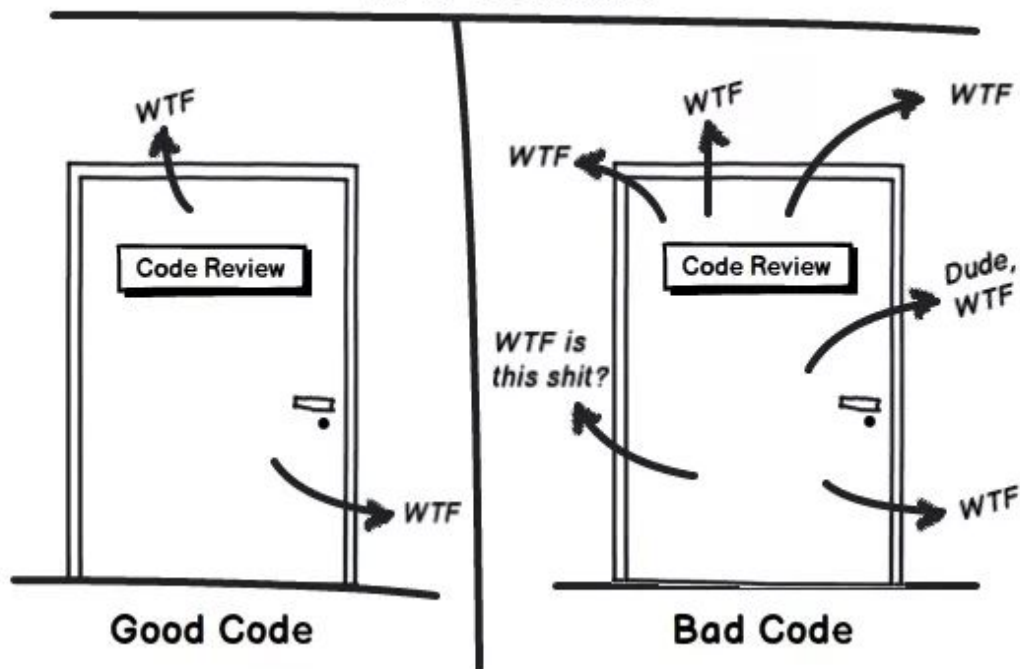 WTF
Code Review
WTF
Good Code
WTF
WTF
WTF
Code Review
Dude,
WTF
WTF is
this shit?
WTF
Bad Code